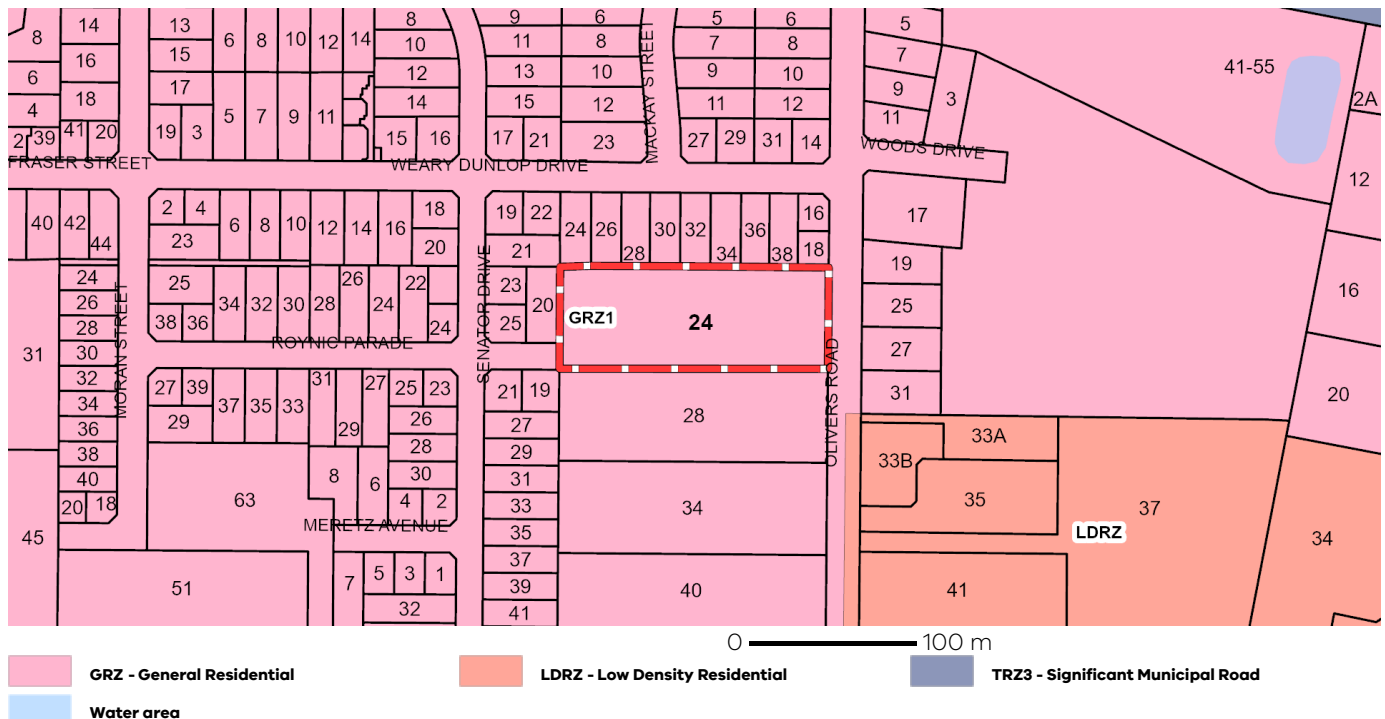 14 13 6 8 10 12 14 8 9 6 5 6 5
8 16 15 10 11 8 7 8 7 41-55
6 18 17 12 13 10 9 10 9 3 2A
4 5 7 9 11 14 15 12 11 12 11
2 39 41 20 19 3 15 16 17 21 23 27 29 31 14
MACKAY STREET
FRASER STREET
WEARY DUNLOP DRIVE
WOODS DRIVE
12
40 42 44 2 4 6 8 10 12 14 16 18 19 22 24 26 28 30 32 34 36 38 16 17
23 20 21 18
24 25 34 32 30 28 26 24 22 23 20 19
26 38 36 24 25 25 16
28
GRZ1
24
SENATOR DRIVE
31 30 ROYNIC PARADE 27
MORAN STREET
OLIVERS ROAD
32 27 39 37 35 33 31 29 27 25 23 21 19 31 20
34 29 26 27 28
36 28 29 33A
38 8 6 30 31 33B
40 63 4 2 33 34 35 37
20 18
MERETZ AVENUE
45 35 LDRZ 34
51 7 5 3 1 37
32 39 40 41
41
0 100 m
GRZ - General Residential LDRZ - Low Density Residential TRZ3 - Significant Municipal Road
Water area